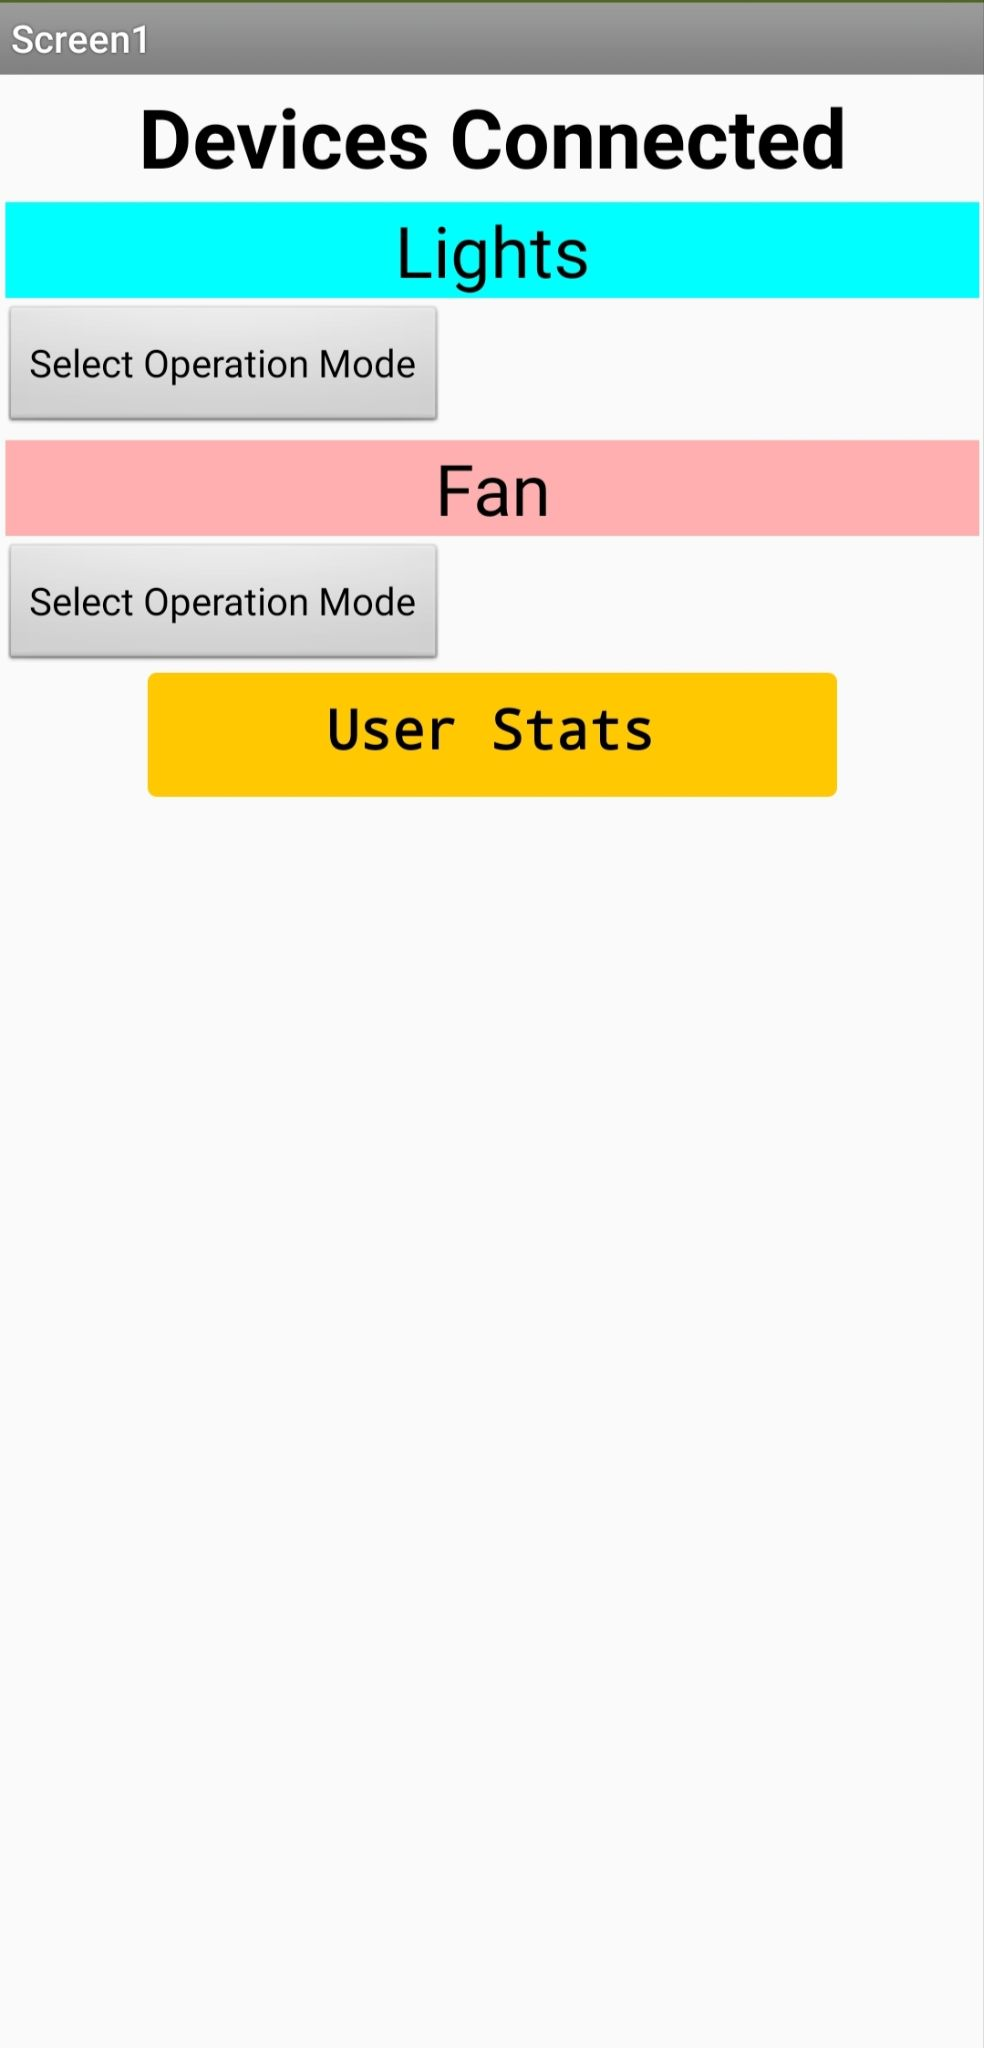 Screen1
Devices Connected
Lights
Select Operation Mode
Fan
Select Operation Mode
User Stats